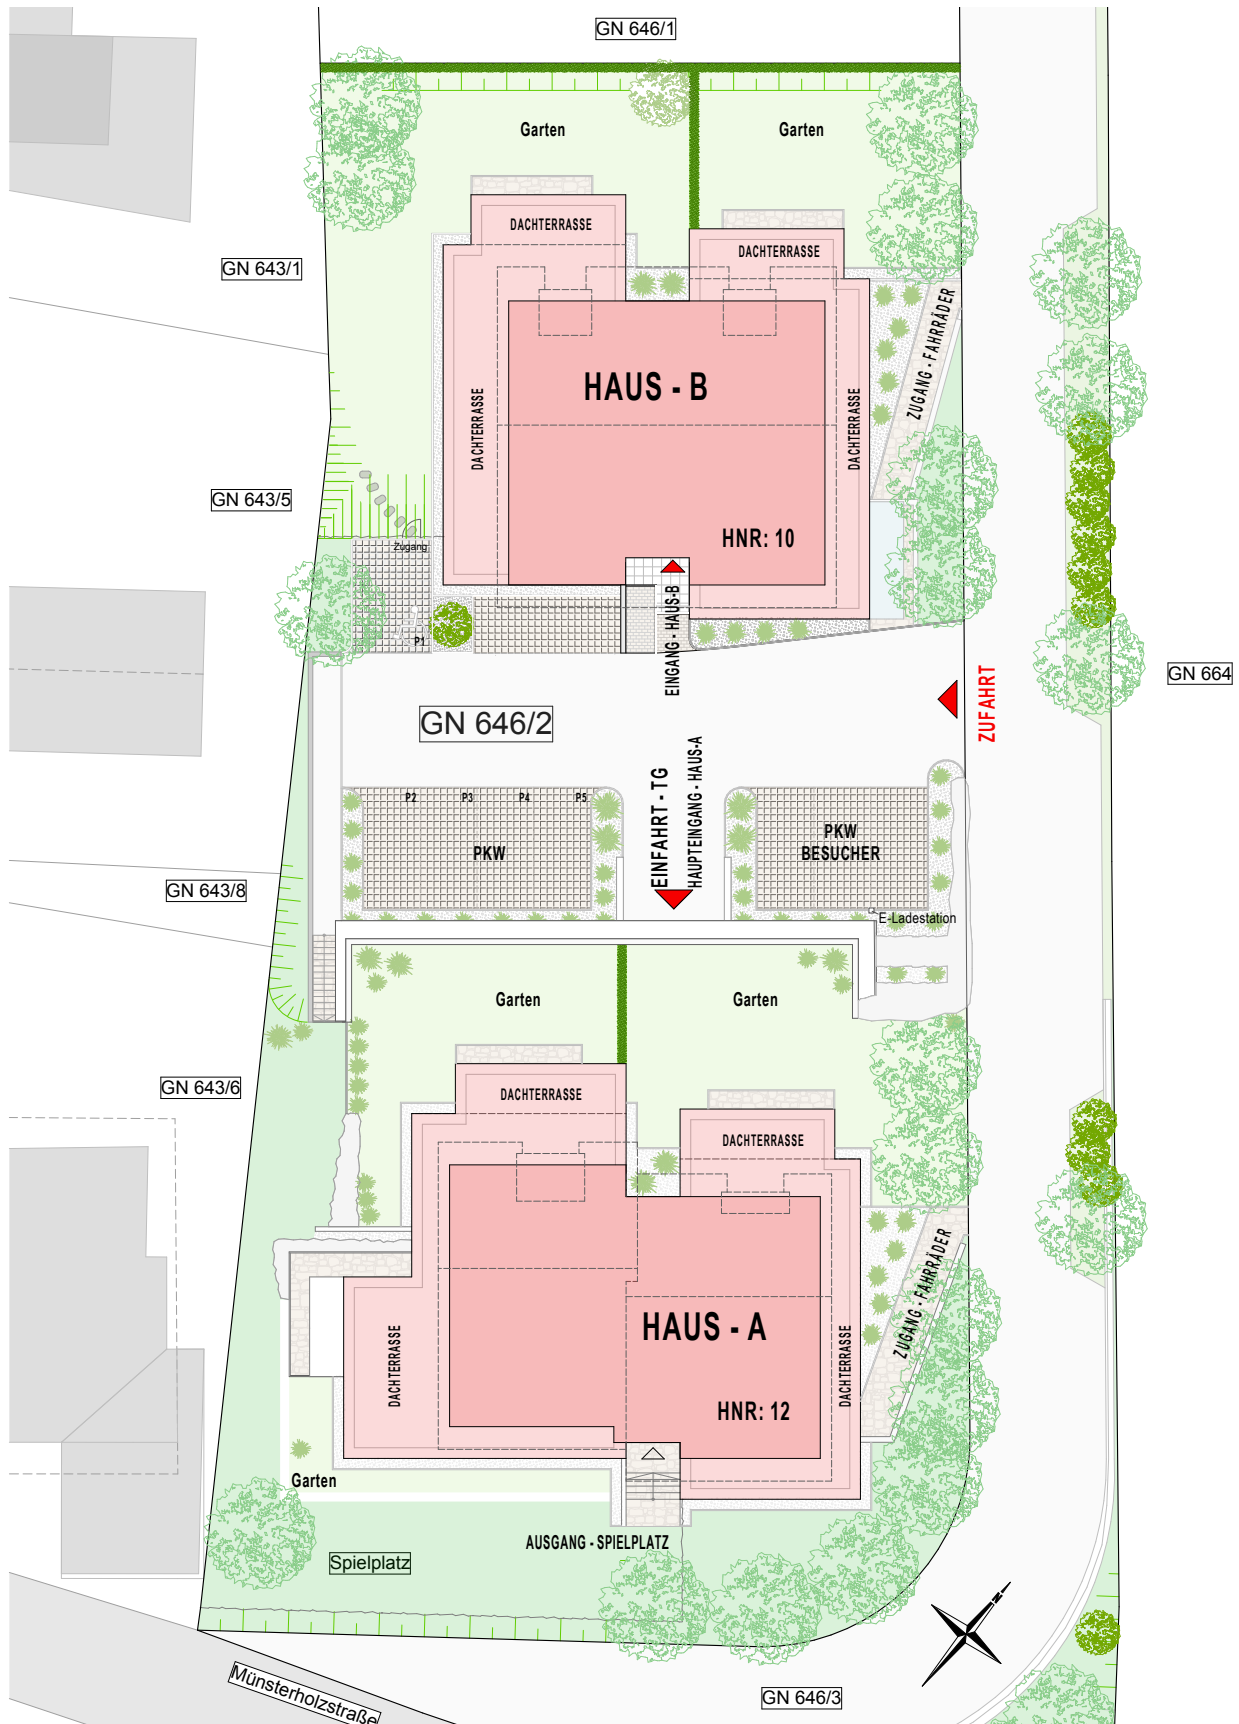 GN 646/1
Garten
Garten
DACHTERRASSE
DACHTERRASSE
GN 643/1
ZUGANG - FAHRRÄDER
HAUS - B
DACHTERRASSE
DACHTERRASSE
GN 643/5
HNR: 10
Zugang
P1
EINGANG - HAUS-B
GN 664
ZUFAHRT
GN 646/2
EINFAHRT - TG
HAUPTEINGANG - HAUS-A
P2
P3
P4
P5
PKW
PKW
BESUCHER
GN 643/8
E-Ladestation
Garten
Garten
GN 643/6
DACHTERRASSE
DACHTERRASSE
ZUGANG - FAHRRÄDER
HAUS - A
DACHTERRASSE
DACHTERRASSE
HNR: 12
Garten
AUSGANG - SPIELPLATZ
Spielplatz
N
Münsterholzstraße
GN 646/3